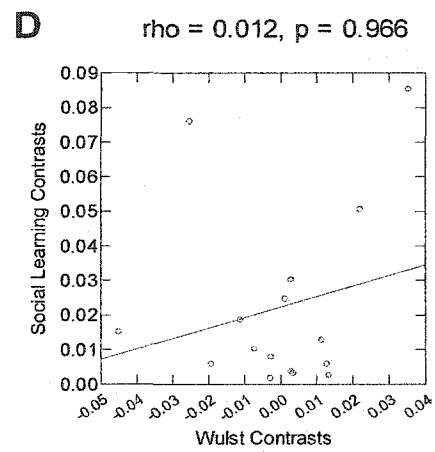 D
rho = 0.012, p = 0.966
Social Learning Contrasts
0.09
0.08
0.07
0.06
0.05
0.04
0.03
0.02
0.01
0.00
-0.05 -0.04 -0.03 -0.02 -0.01 0.00 0.01 0.02 0.03 0.04
Wulst Contrasts